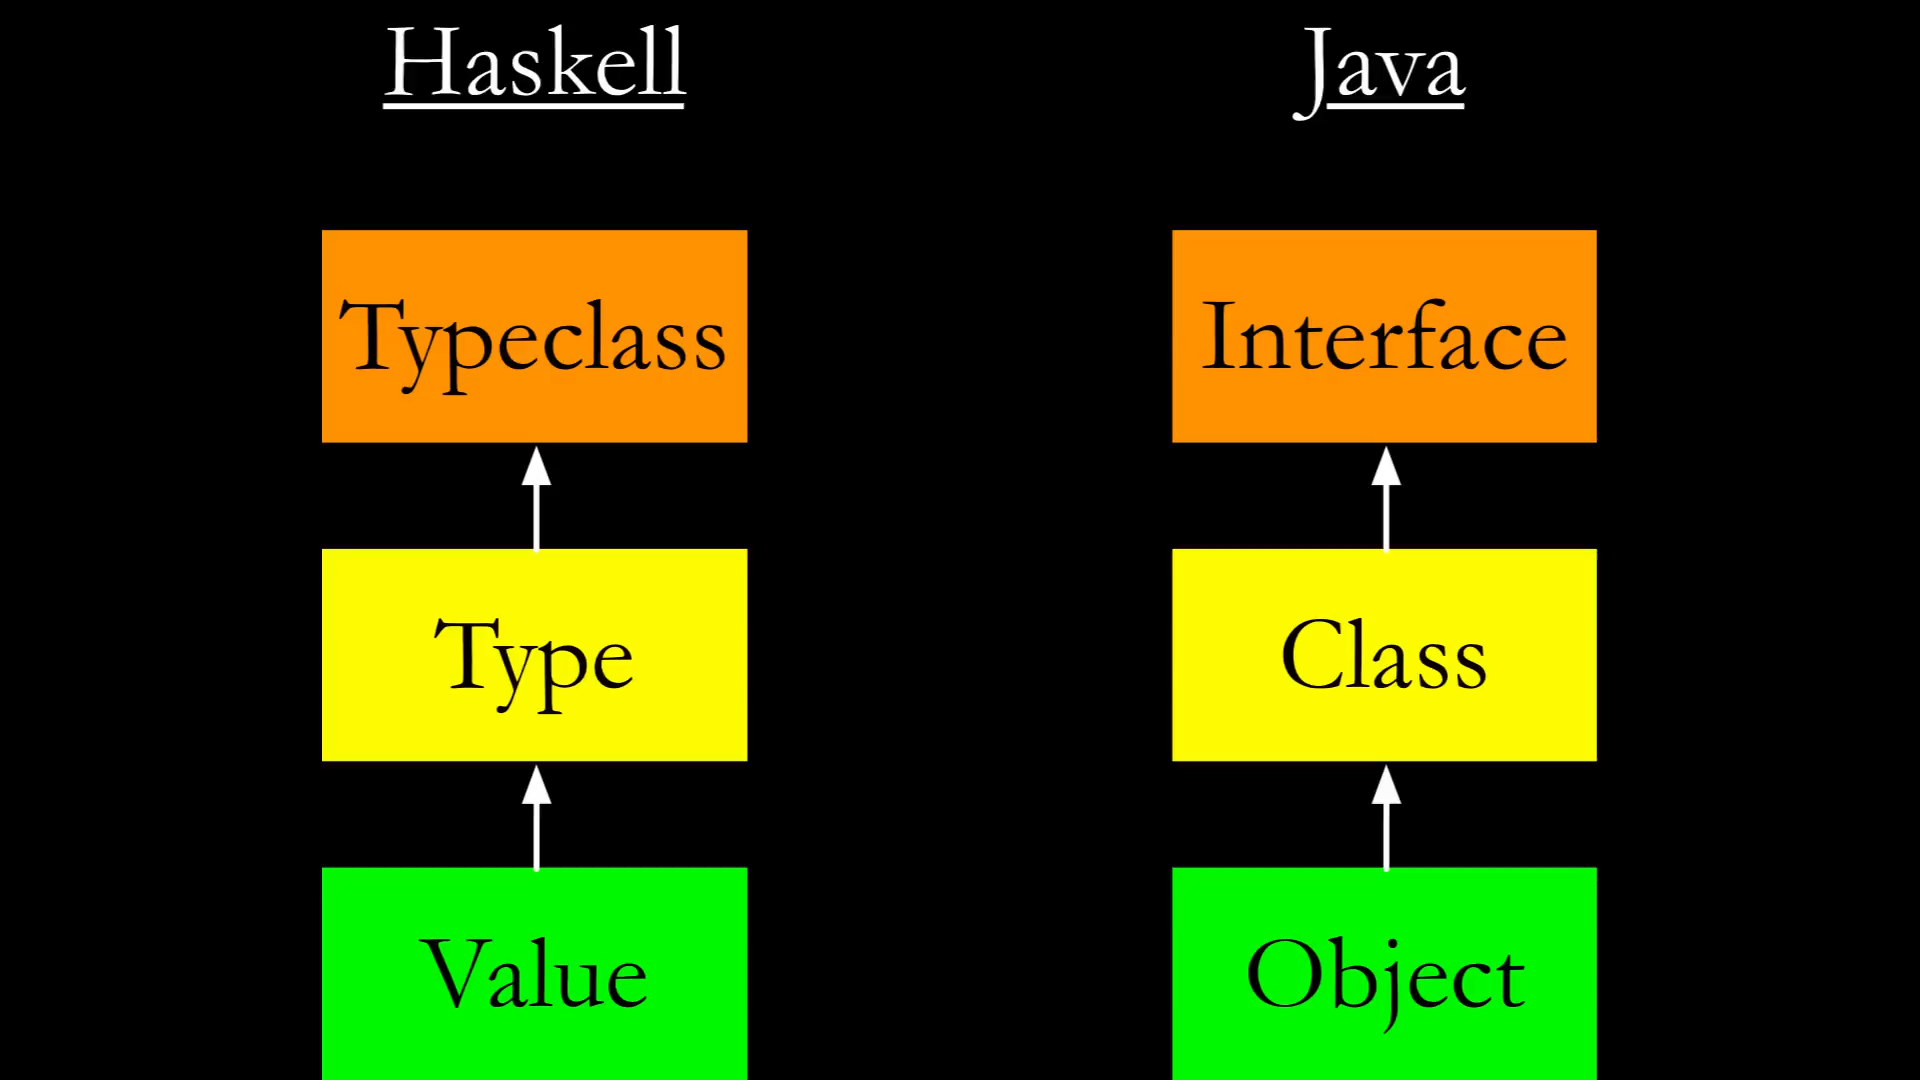 Haskell
Java
Typeclass
Interface
Type
Class
Value
Object